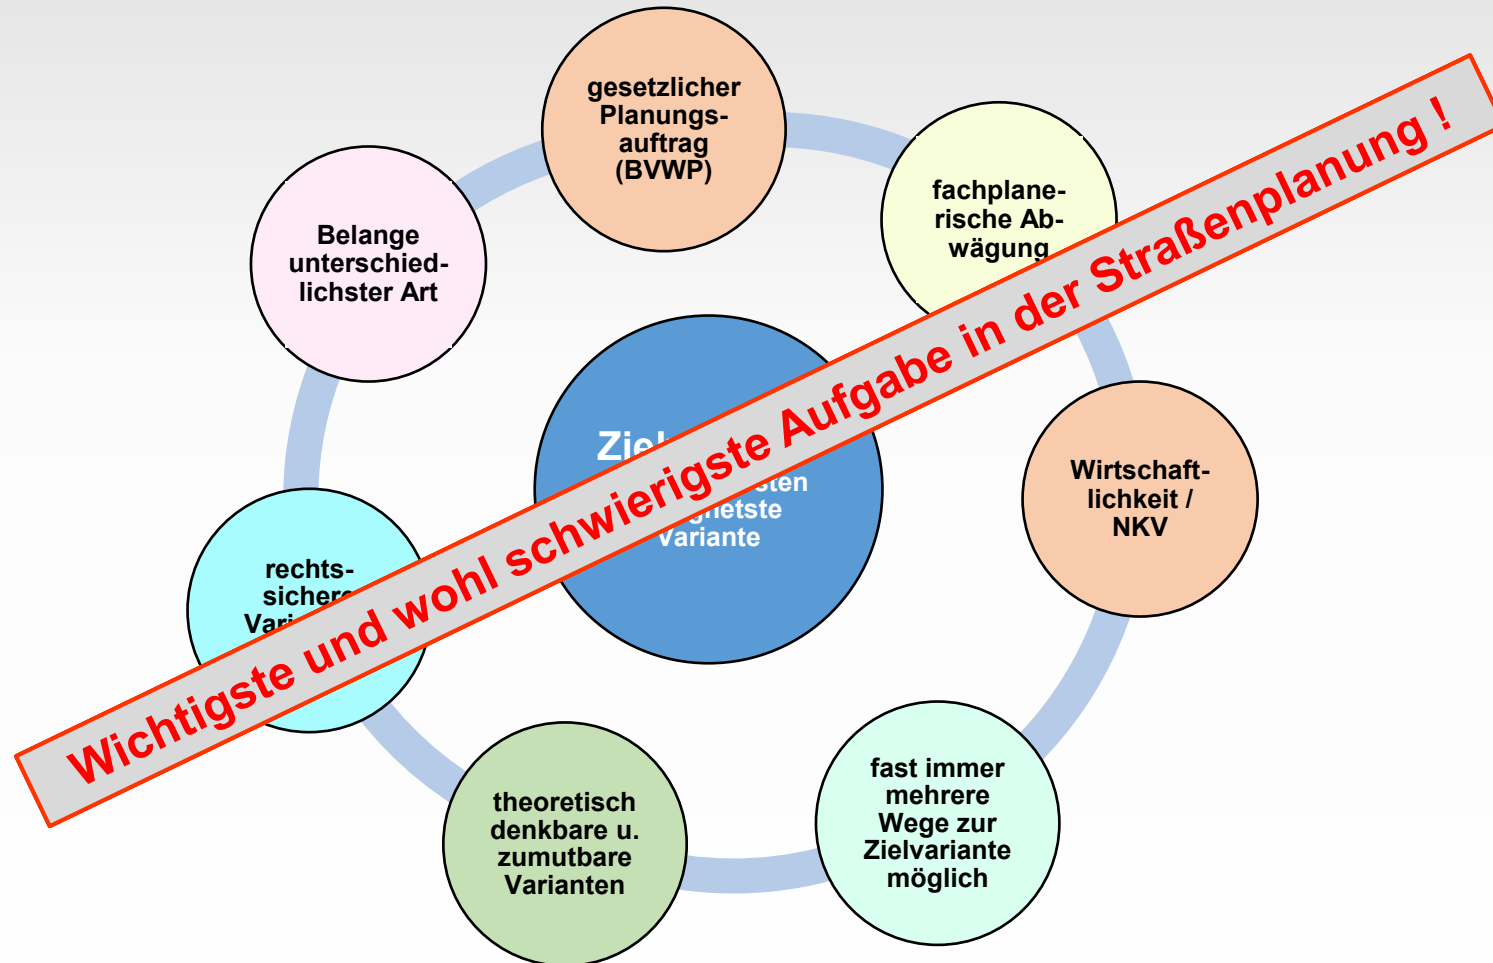 gesetzlicher
Planungs-
auftrag
(BVWP)
fachplane-
rische Ab-
wägung
Belange
unterschied-
lichster Art
Wirtschaft-
lichkeit /
NKV
Variante
rechts-
fast immer
mehrere
Wege zur
Zielvariante
möglich
theoretisch
denkbare u.
zumutbare
Varianten
Wichtigste und wohl schwierigste Aufgabe in der Straßenplanung !